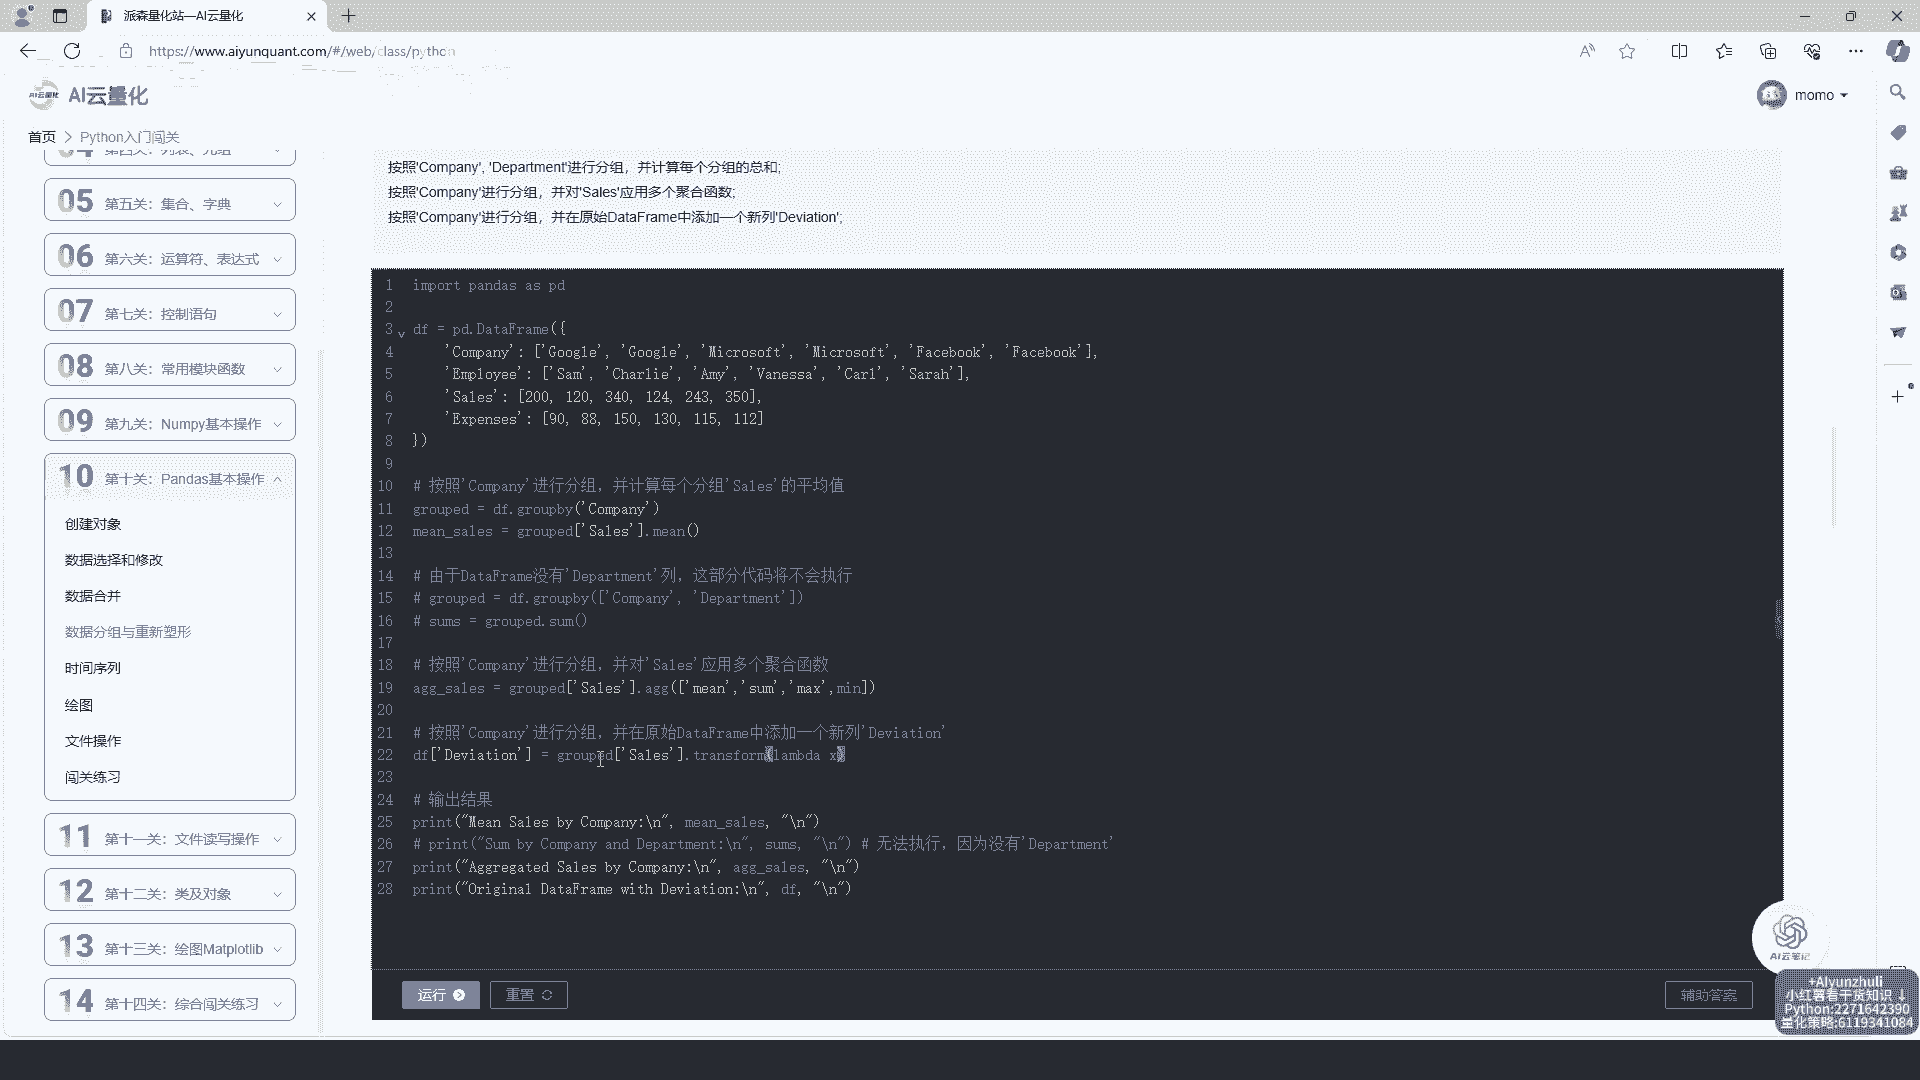 派森量化站—AI云量化
https://www.aiyunquant.com/#/web/class/python
AI云量化
momo
首页 > Python入门闯关
05 第五关：集合、字典
06 第六关：运算符、表达式
07 第七关：控制语句
08 第八关：常用模块函数
09 第九关：Numpy基本操作
10 第十关：Pandas基本操作
创建对象
数据选择和修改
数据合并
数据分组与重新塑形
时间序列
绘图
文件操作
闯关练习
11 第十一关：文件读写操作
12 第十二关：类及对象
13 第十三关：绘图Matplotlib
14 第十四关：综合闯关练习
按照'Company', 'Department'进行分组，并计算每个分组的总和;
按照'Company'进行分组，并对'Sales'应用多个聚合函数;
按照'Company'进行分组，并在原始DataFrame中添加一个新列'Deviation';
1 import pandas as pd
2
3 df = pd.DataFrame({
4 'Company': ['Google', 'Google', 'Microsoft', 'Microsoft', 'Facebook', 'Facebook'],
5 'Employee': ['Sam', 'Charlie', 'Amy', 'Vanessa', 'Carl', 'Sarah'],
6 'Sales': [200, 120, 340, 124, 243, 350],
7 'Expenses': [90, 88, 150, 130, 115, 112]
8 })
9
10 # 按照'Company'进行分组，并计算每个分组'Sales'的平均值
11 grouped = df.groupby('Company')
12 mean_sales = grouped['Sales'].mean()
13
14 # 由于DataFrame没有'Department'列，这部分代码将不会执行
15 # grouped = df.groupby(['Company', 'Department'])
16 # sums = grouped.sum()
17
18 # 按照'Company'进行分组，并对'Sales'应用多个聚合函数
19 agg_sales = grouped['Sales'].agg(['mean','sum','max',min])
20
21 # 按照'Company'进行分组，并在原始DataFrame中添加一个新列'Deviation'
22 df['Deviation'] = grouped['Sales'].transform(lambda x)
23
24 # 输出结果
25 print("Mean Sales by Company:\n", mean_sales, "\n")
26 # print("Sum by Company and Department:\n", sums, "\n") # 无法执行，因为没有'Department'
27 print("Aggregated Sales by Company:\n", agg_sales, "\n")
28 print("Original DataFrame with Deviation:\n", df, "\n")
运行
重置
辅助答案
AI云笔记
+AIyunzhuli
小红薯看干货知识↓
Python:2271642390
量化策略:6119341084